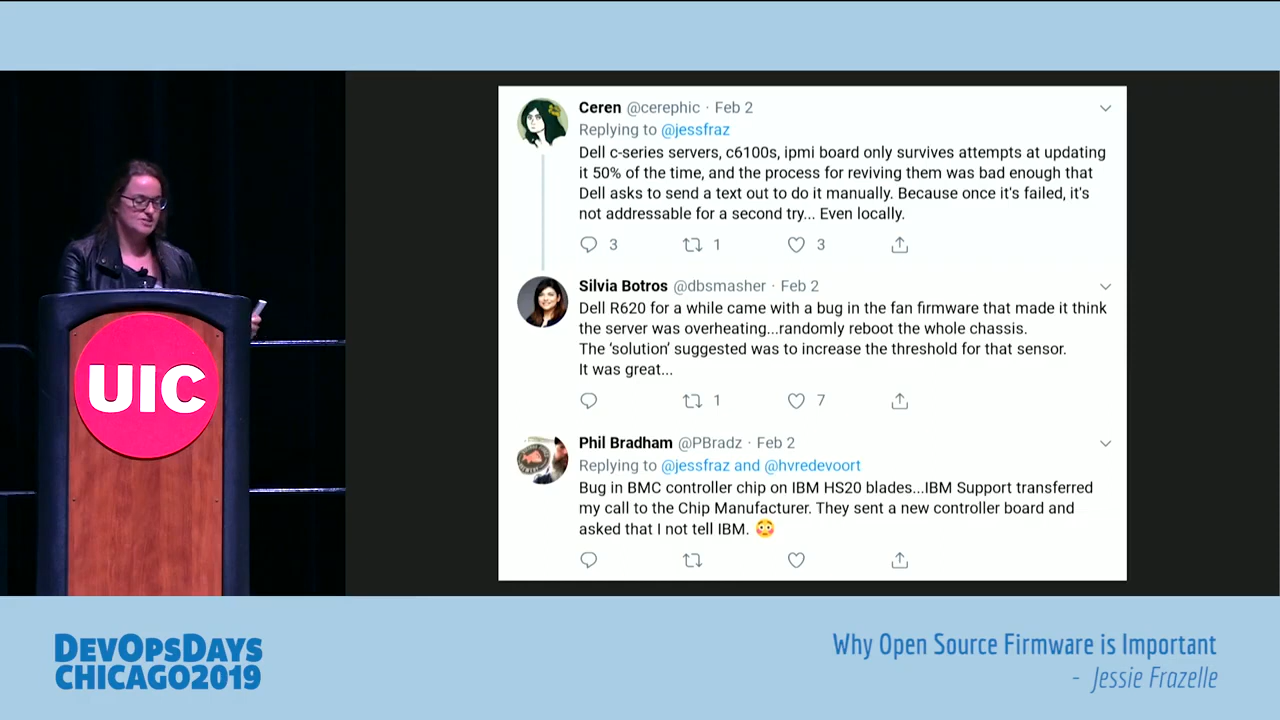 Ceren @cerephic · Feb 2
Replying to @jessfraz
Dell c-series servers, c6100s, ipmi board only survives attempts at updating
it 50% of the time, and the process for reviving them was bad enough that
Dell asks to send a text out to do it manually. Because once it's failed, it's
not addressable for a second try... Even locally.
3 1 3
Silvia Botros @dbsmasher · Feb 2
Dell R620 for a while came with a bug in the fan firmware that made it think
the server was overheating...randomly reboot the whole chassis.
The ‘solution’ suggested was to increase the threshold for that sensor.
It was great...
1 7
Phil Bradham @PBradz · Feb 2
Replying to @jessfraz and @hvredevoort
Bug in BMC controller chip on IBM HS20 blades...IBM Support transferred
my call to the Chip Manufacturer. They sent a new controller board and
asked that I not tell IBM. 😳
UIC
DEVOPSDAYS
CHICAGO2019
Why Open Source Firmware is Important
- Jessie Frazelle